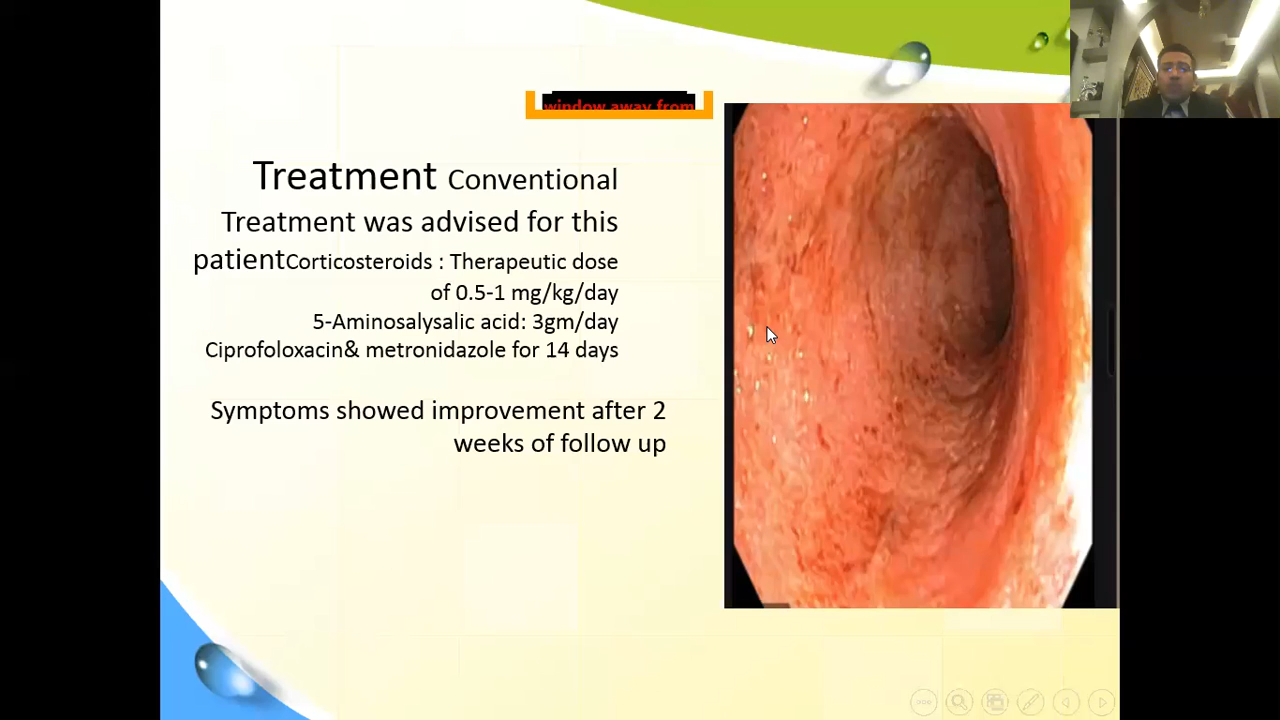 window away from
Treatment Conventional
Treatment was advised for this
patientCorticosteroids : Therapeutic dose
of 0.5-1 mg/kg/day
5-Aminosalysalic acid: 3gm/day
Ciprofoloxacin& metronidazole for 14 days
Symptoms showed improvement after 2
weeks of follow up